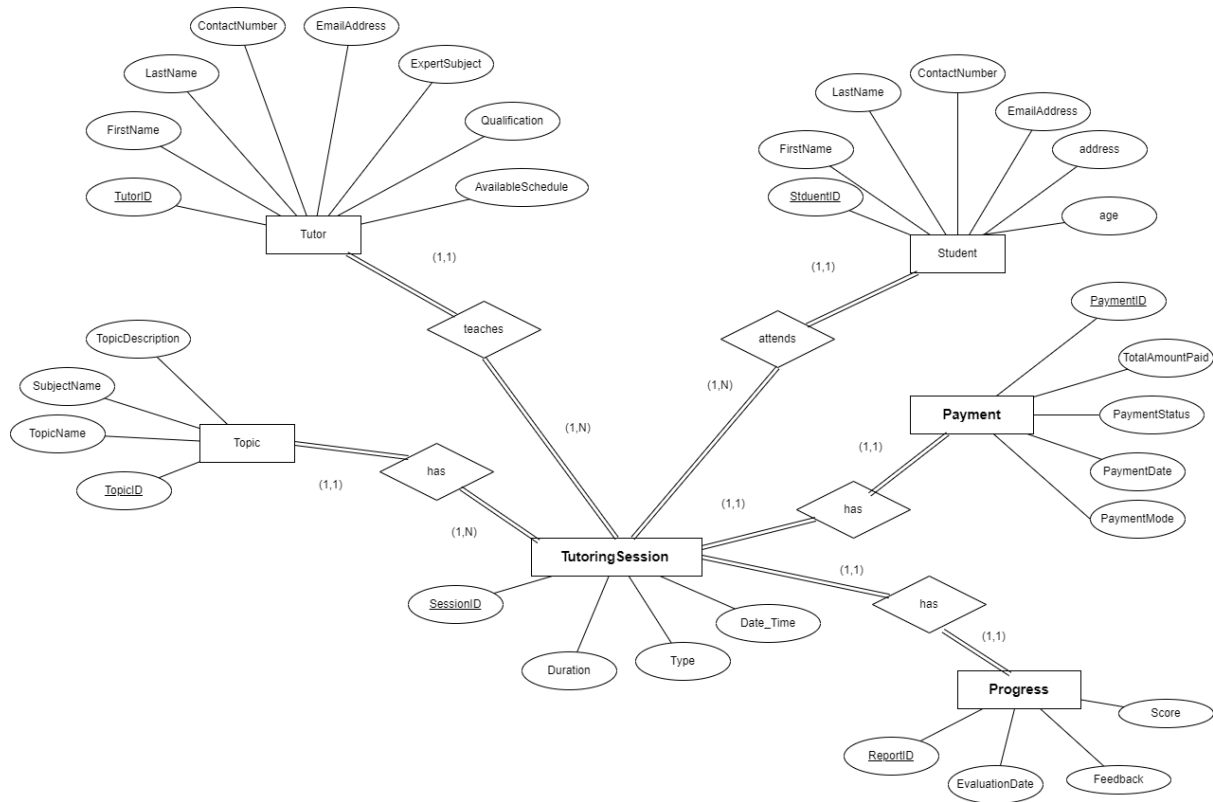 ContactNumber
EmailAddress
LastName
ExpertSubject
FirstName
Qualification
TutorID
AvailableSchedule
Tutor
ContactNumber
LastName
EmailAddress
FirstName
address
StduentID
age
Student
(1,1)
(1,1)
teaches
attends
PaymentID
TopicDescription
TotalAmountPaid
SubjectName
(1,N)
Payment
PaymentStatus
TopicName
(1,N)
Topic
(1,1)
PaymentDate
has
TopicID
(1,1)
PaymentMode
(1,N)
(1,1)
has
TutoringSession
(1,1)
SessionID
Date_Time
has
Duration
Type
(1,1)
Progress
Score
ReportID
EvaluationDate
Feedback